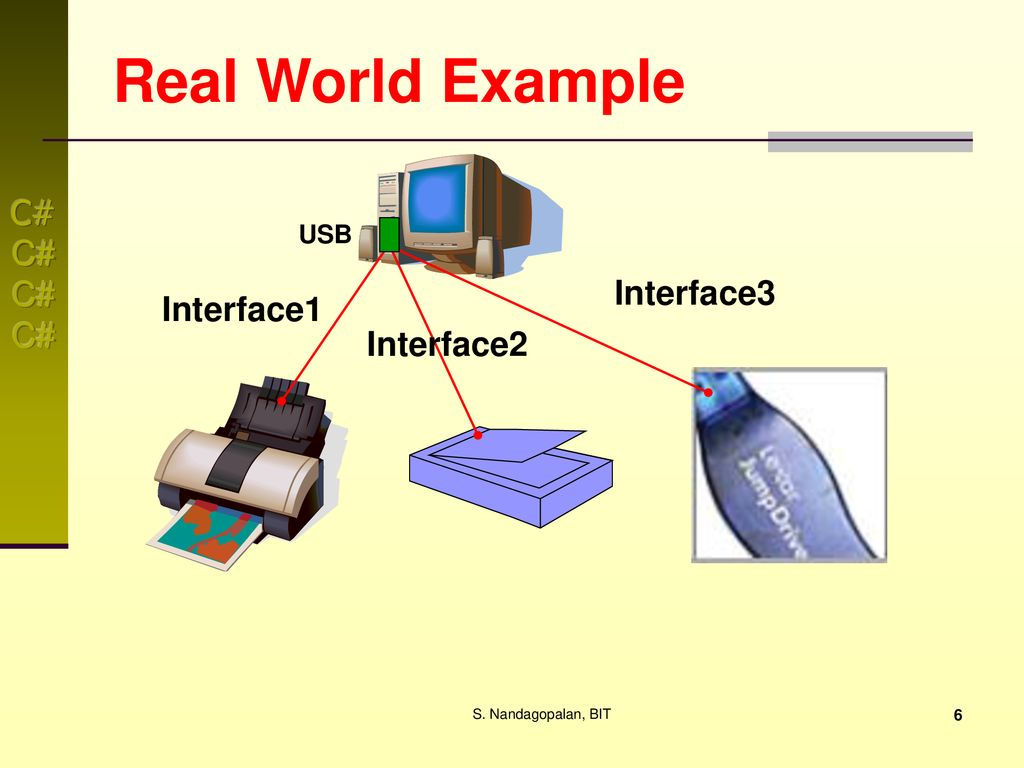 Real World Example
C#
C#
C#
C#
USB
Interface1
Interface2
Interface3
Lexar
JumpDrive
S. Nandagopalan, BIT
6